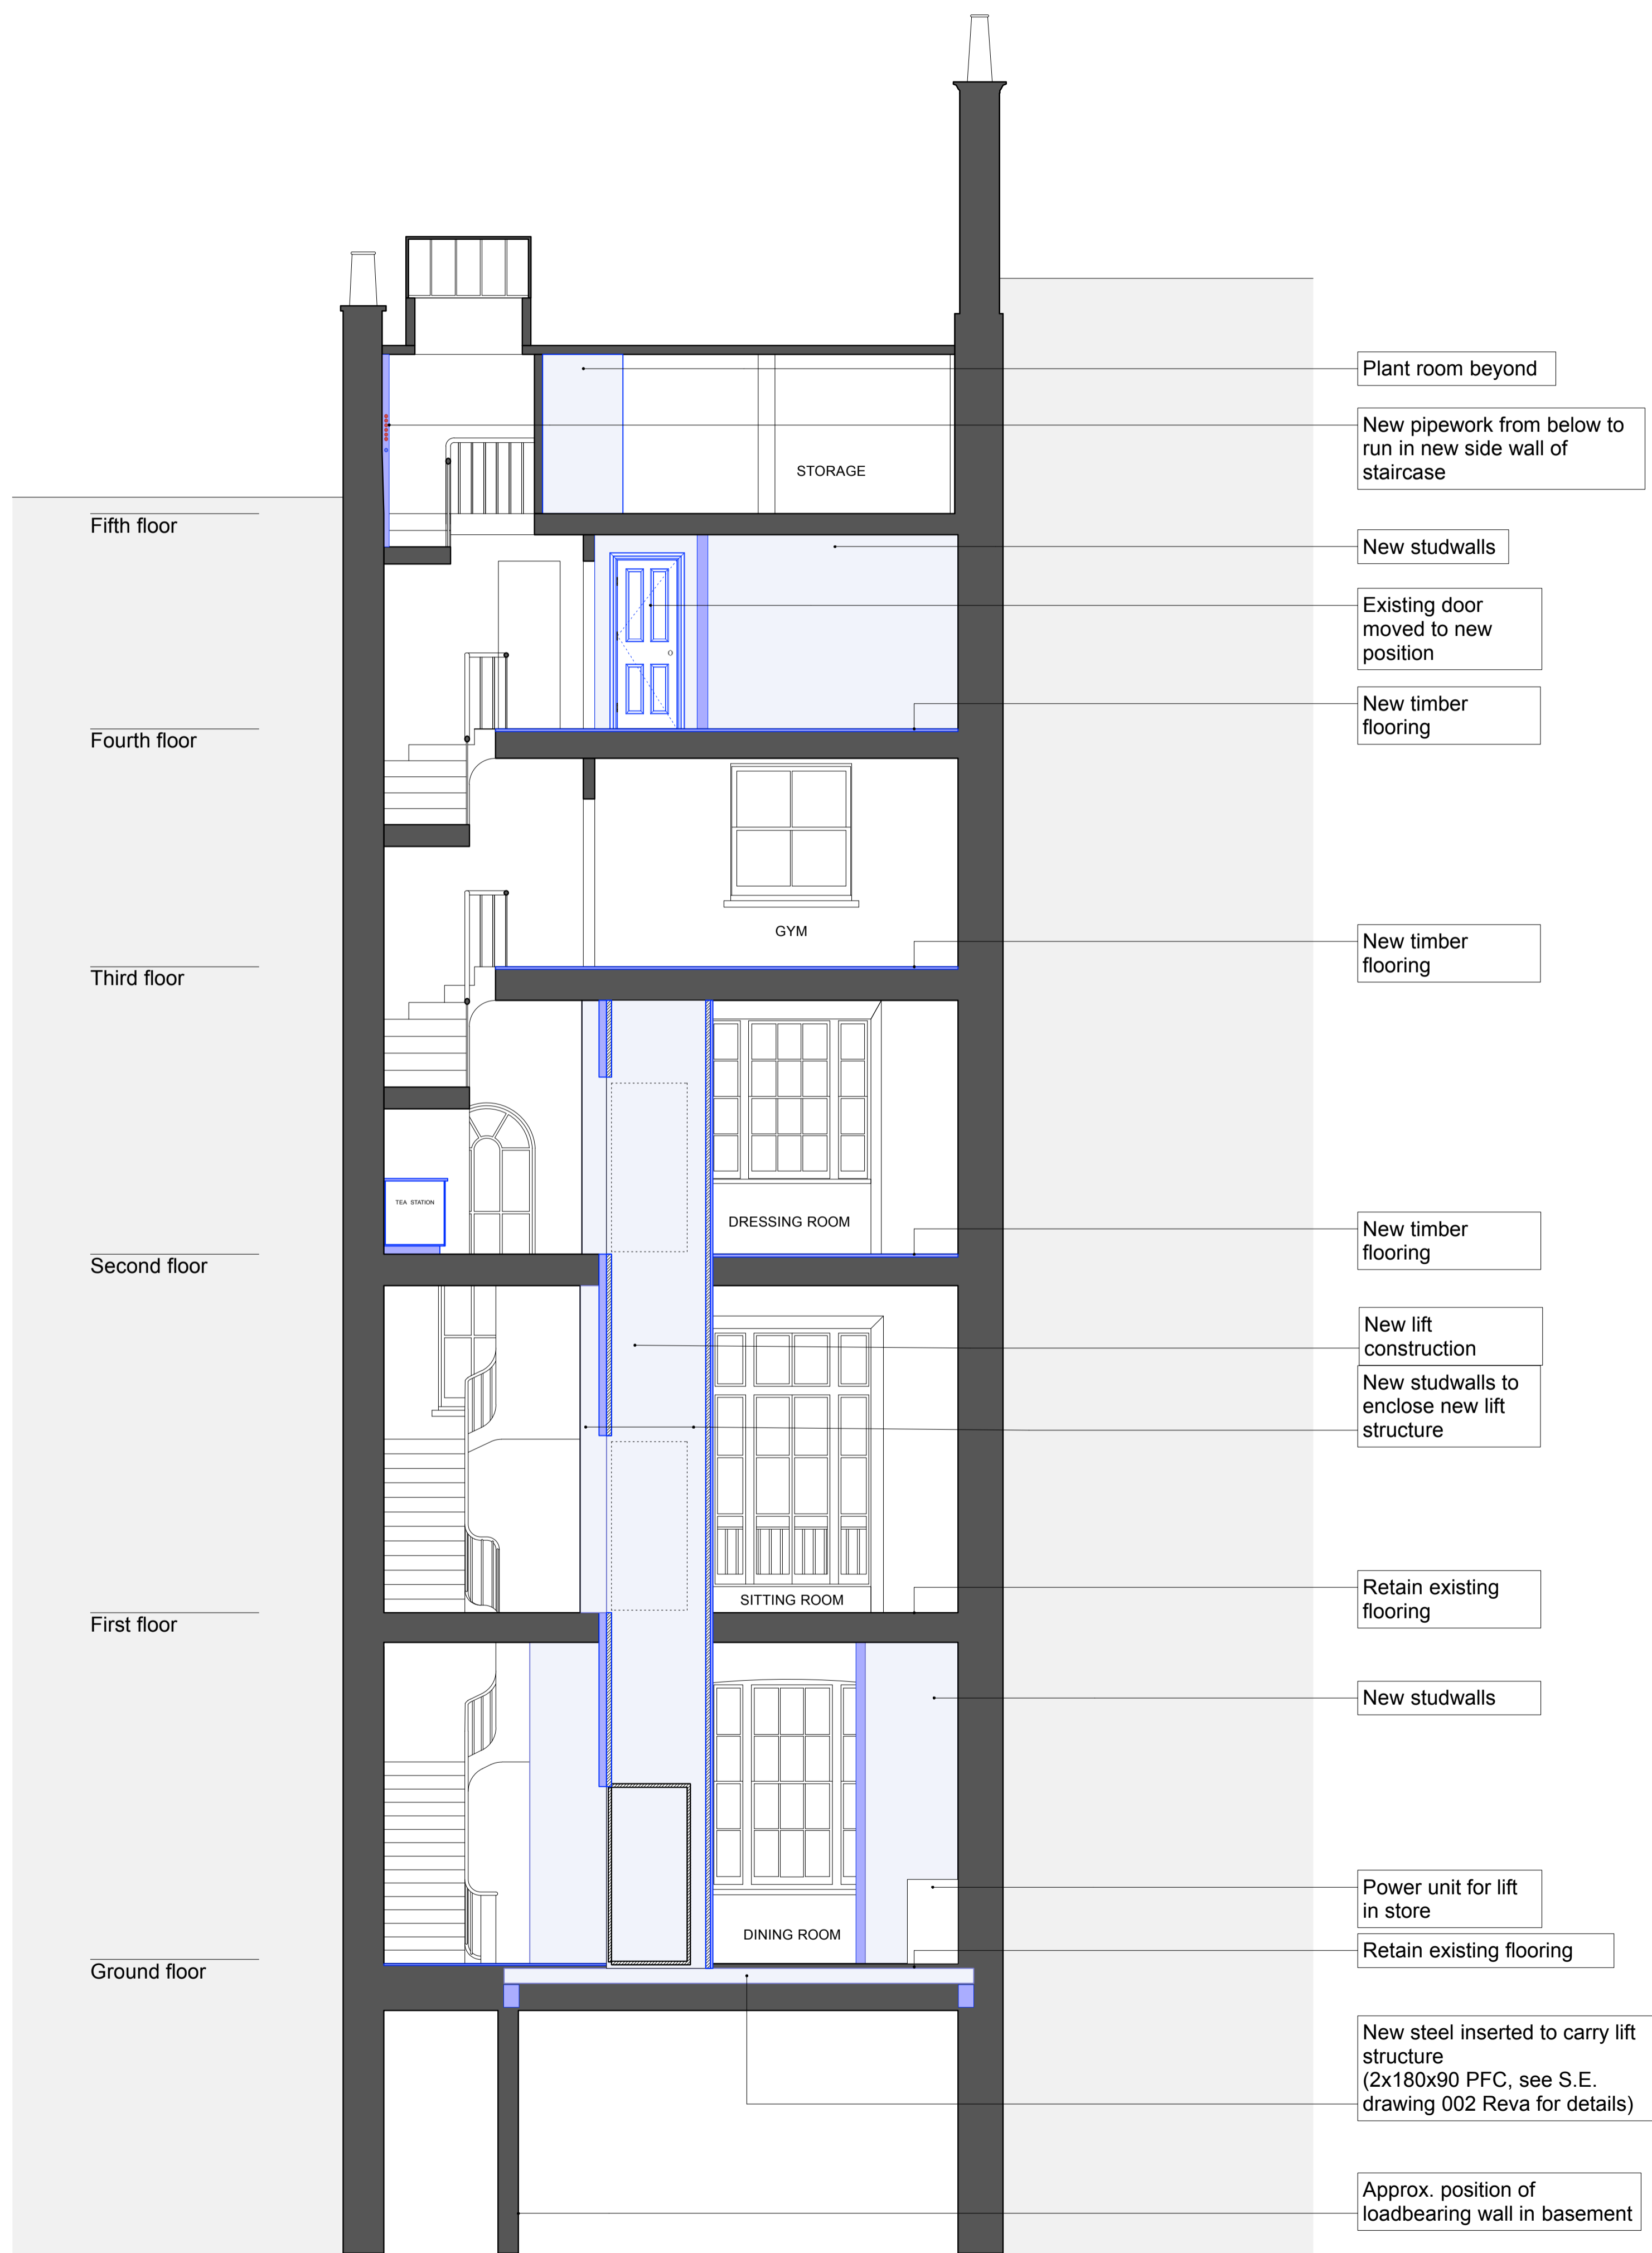 Plant room beyond
New pipework from below to
run in new side wall of
staircase
STORAGE
Fifth floor
New studwalls
Existing door
moved to new
position
New timber
flooring
Fourth floor
GYM
New timber
flooring
Third floor
TEA STATION
DRESSING ROOM
New timber
flooring
Second floor
New lift
construction
New studwalls to
enclose new lift
structure
SITTING ROOM
Retain existing
flooring
First floor
New studwalls
Power unit for lift
in store
DINING ROOM
Retain existing flooring
Ground floor
New steel inserted to carry lift
structure
(2x180x90 PFC, see S.E.
drawing 002 Reva for details)
Approx. position of
loadbearing wall in basement